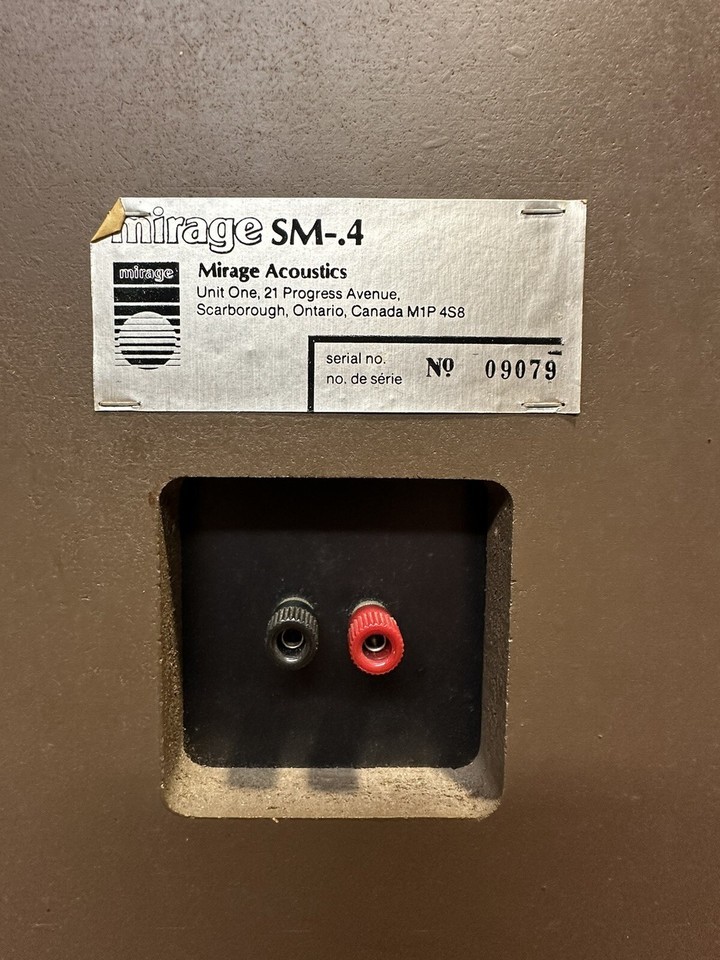 mirage SM-.4
mirage
Mirage Acoustics
Unit One, 21 Progress Avenue,
Scarborough, Ontario, Canada M1P 4S8
serial no.
no. de série
Nº 09079